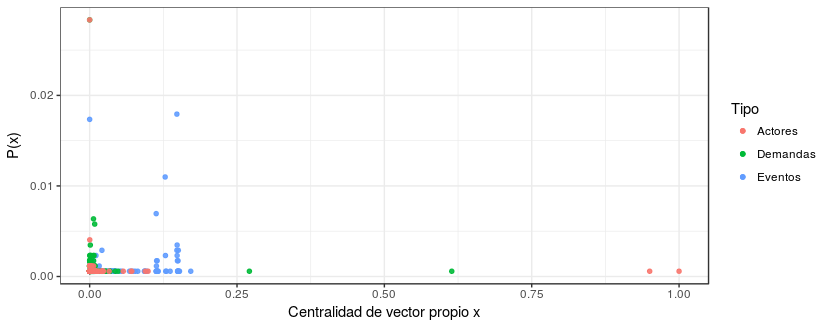 0.02
0.01
0.00
P(x)
0.00 0.25 0.50 0.75 1.00
Centralidad de vector propio x
Tipo
Actores
Demandas
Eventos